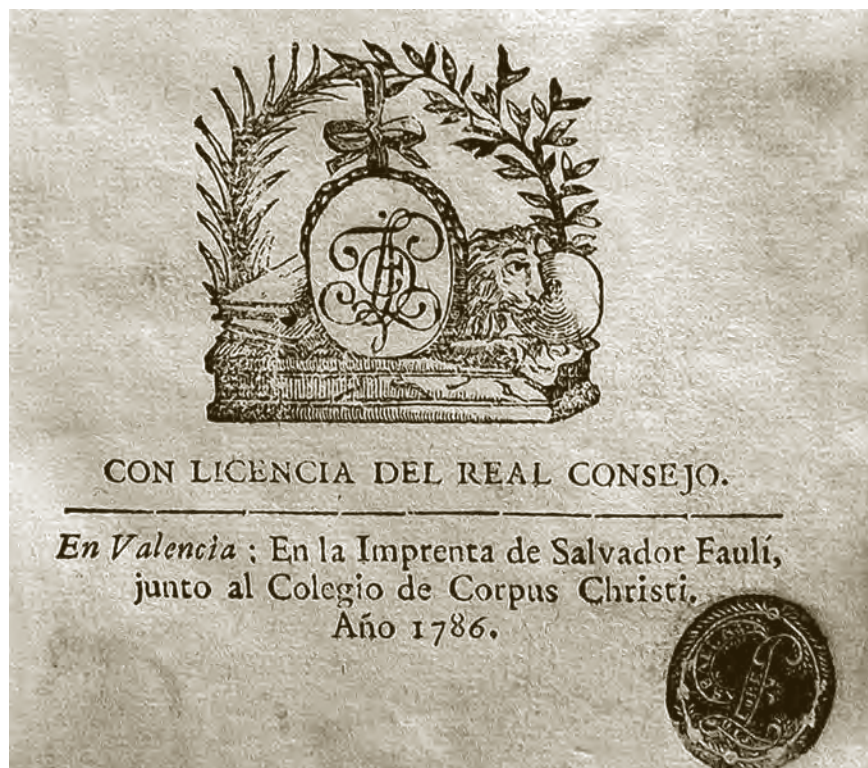 CON LICENCIA DEL REAL CONSEJO.
En Valencia : En la Imprenta de Salvador Faulí,
junto al Colegio de Corpus Christi.
Año 1786.